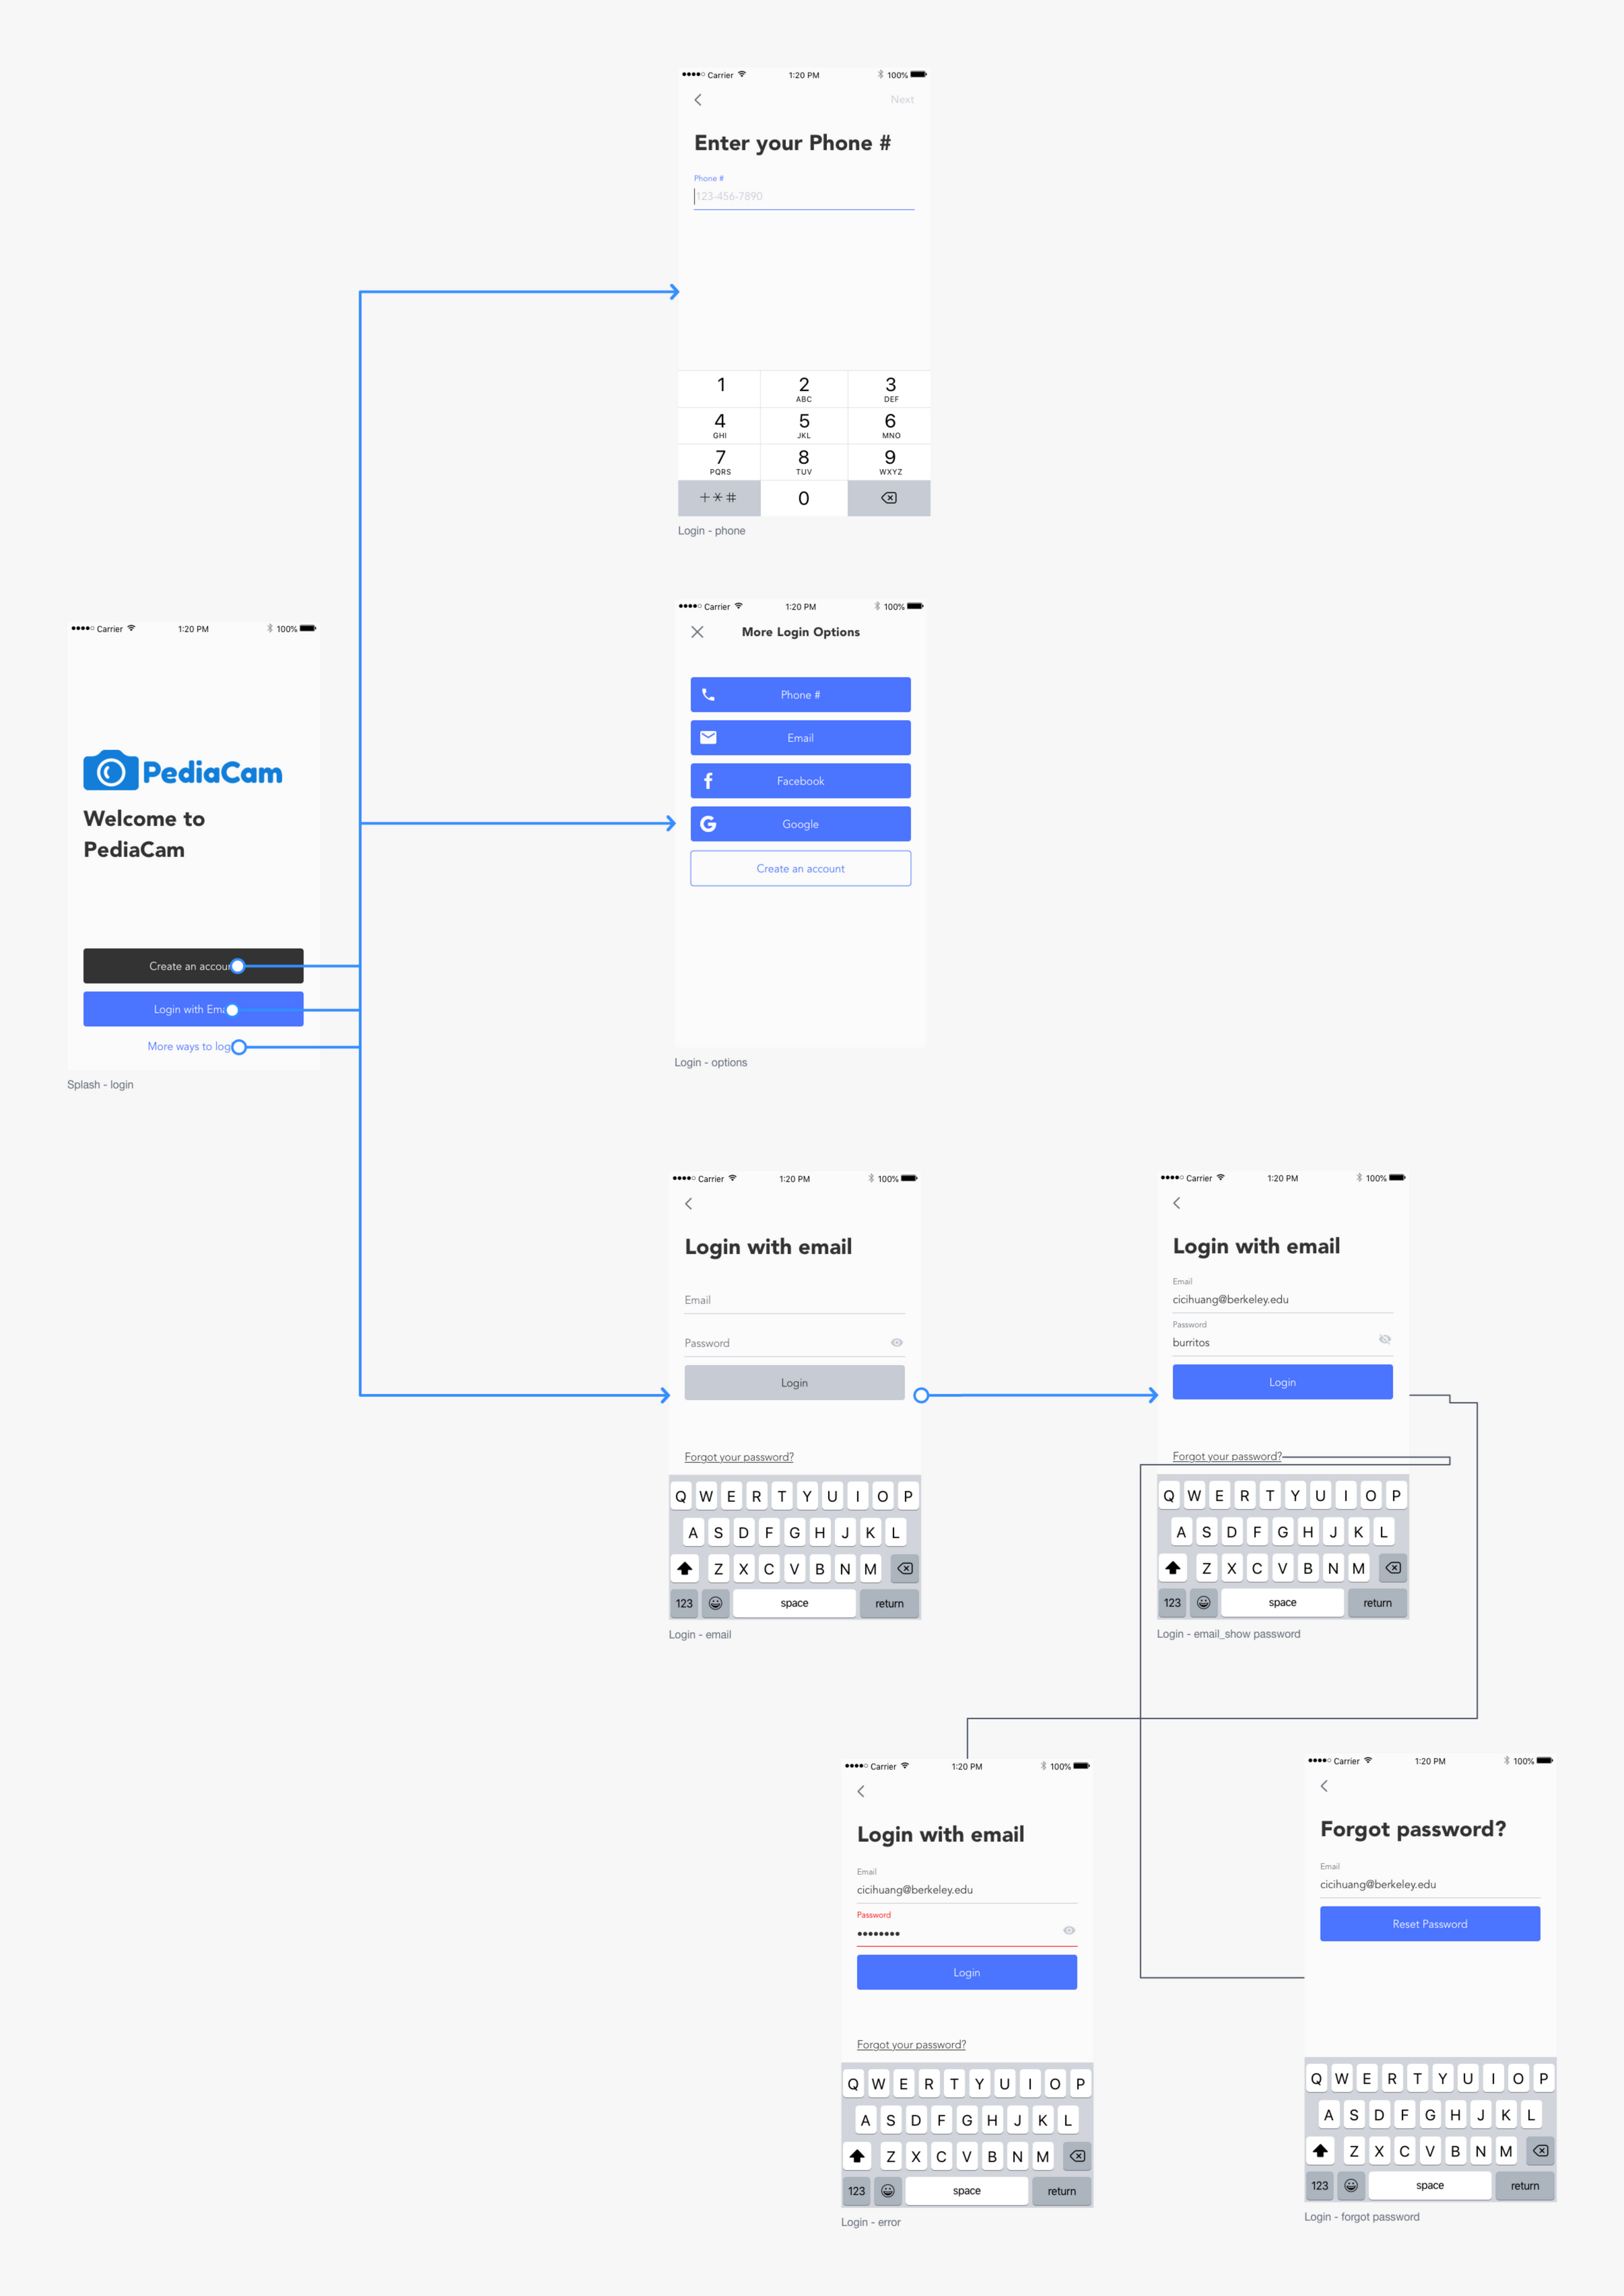 Carrier 1:20 PM 100%
Next
Enter your Phone #
Phone #
123-456-7890
1 2 3
ABC DEF
4 5 6
GHI JKL MNO
7 8 9
PQRS TUV WXYZ
+*# 0
Login - phone
Carrier 1:20 PM 100%
More Login Options
Phone #
Email
Facebook
Google
Create an account
Login - options
Carrier 1:20 PM 100%
PediaCam
Welcome to
PediaCam
Create an accou
Login with Ema
More ways to log
Splash - login
Carrier 1:20 PM 100%
Login with email
Email
Password
Login
Forgot your password?
Q W E R T Y U I O P
A S D F G H J K L
Z X C V B N M
123 space return
Login - email
Carrier 1:20 PM 100%
Login with email
Email
cicihuang@berkeley.edu
Password
burritos
Login
Forgot your password?
Q W E R T Y U I O P
A S D F G H J K L
Z X C V B N M
123 space return
Login - email_show password
Carrier 1:20 PM 100%
Login with email
Email
cicihuang@berkeley.edu
Password
••••••••
Login
Forgot your password?
Q W E R T Y U I O P
A S D F G H J K L
Z X C V B N M
123 space return
Login - error
Carrier 1:20 PM 100%
Forgot password?
Email
cicihuang@berkeley.edu
Reset Password
Q W E R T Y U I O P
A S D F G H J K L
Z X C V B N M
123 space return
Login - forgot password